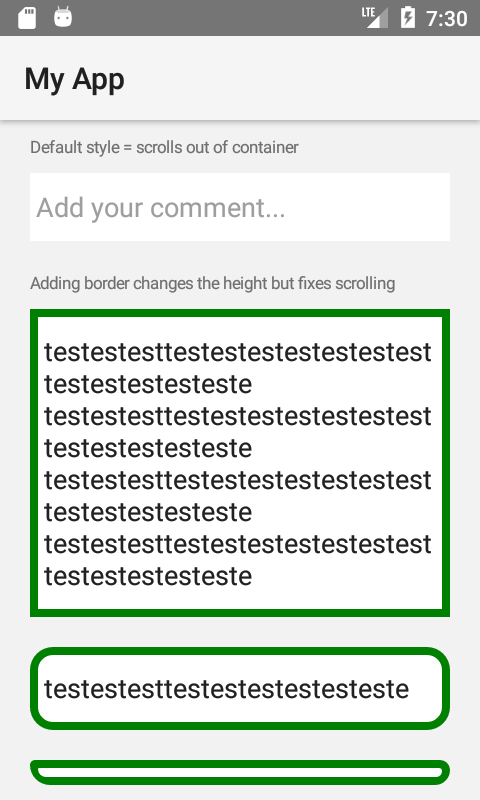 LTE 7:30
My App
Default style = scrolls out of container
Add your comment...
Adding border changes the height but fixes scrolling
testestesttestestestestestestest
testestestesteste
testestesttestestestestestestest
testestestesteste
testestesttestestestestestestest
testestestesteste
testestesttestestestestestestest
testestestesteste
testestesttestestestestesteste